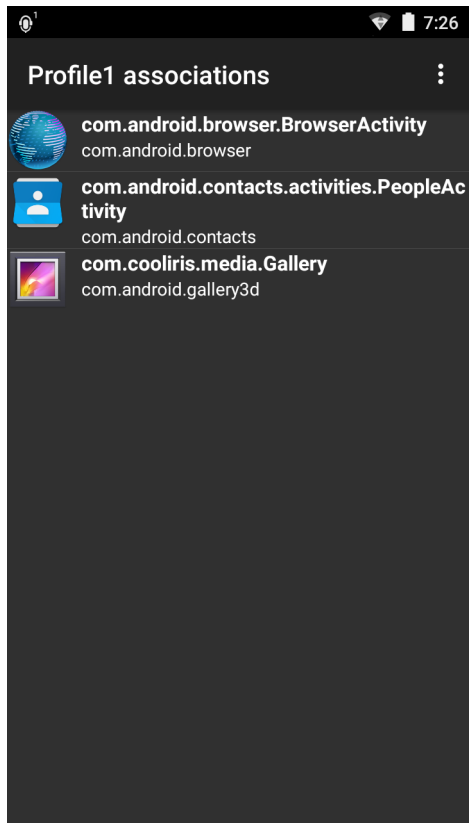 1
7:26
Profile1 associations
com.android.browser.BrowserActivity
com.android.browser
com.android.contacts.activities.PeopleAc
tivity
com.android.contacts
com.cooliris.media.Gallery
com.android.gallery3d